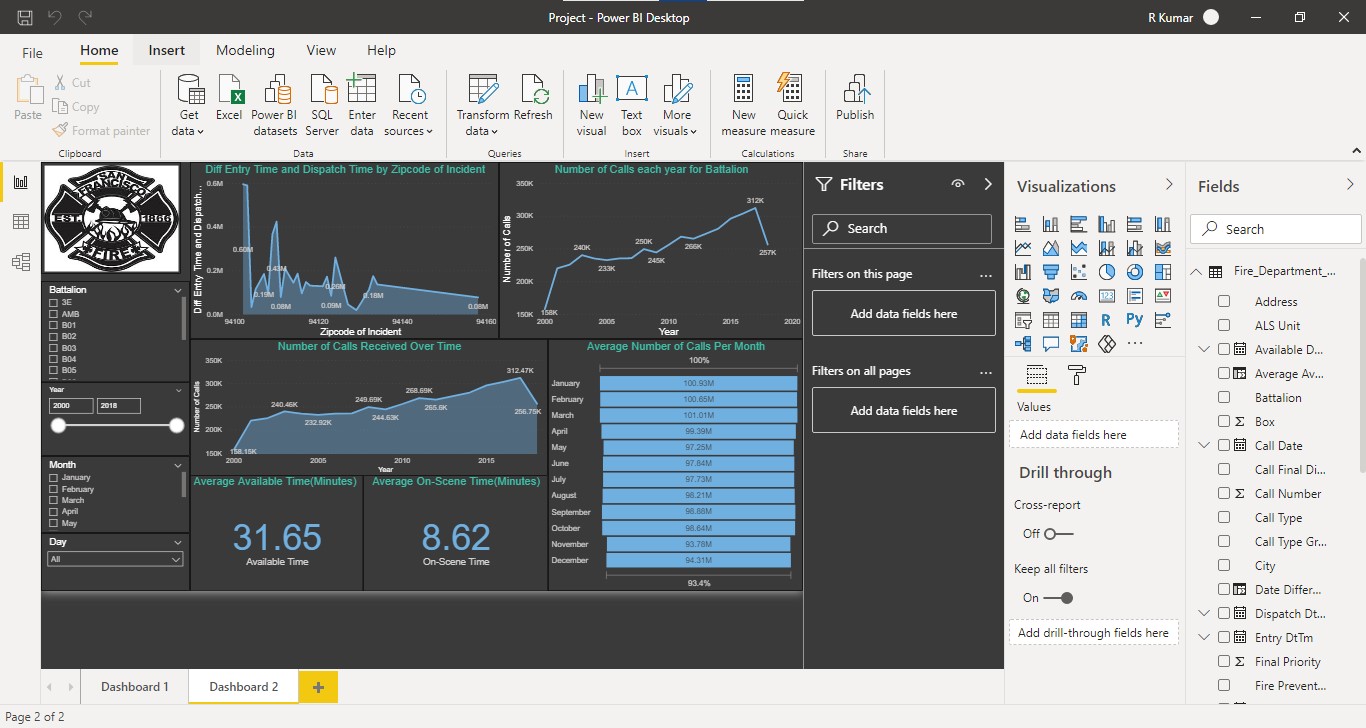 Project - Power BI Desktop
R Kumar
File
Home
Insert
Modeling
View
Help
Paste
Cut
Copy
Format painter
Clipboard
Get data
Excel
Power BI datasets
SQL Server
Enter data
Recent sources
Data
Transform data
Refresh
Queries
New visual
Text box
More visuals
Insert
New measure
Quick measure
Calculations
Publish
Share
SAN FRANCISCO
EST. 1866
FIRE
Battalion
3E
AMB
B01
B02
B03
B04
B05
Year
2000
2018
Month
January
February
March
April
May
Day
All
Diff Entry Time and Dispatch Time by Zipcode of Incident
Diff Entry Time and Dispatch...
0.6M
0.4M
0.2M
0.0M
0.60M
0.15M
0.43M
0.08M
0.26M
0.09M
0.18M
0.08M
94100
94120
94140
94160
Zipcode of Incident
Number of Calls each year for Battalion
Number of Calls
350K
300K
250K
200K
150K
158K
240K
233K
250K
245K
266K
312K
257K
2000
2005
2010
2015
2020
Year
Number of Calls Received Over Time
Number of Calls
350K
300K
250K
200K
150K
158.15K
240.46K
232.92K
249.69K
244.63K
268.69K
265.6K
312.47K
256.75K
2000
2005
2010
2015
Year
Average Number of Calls Per Month
100%
January 100.93M
February 100.65M
March 101.01M
April 99.39M
May 97.25M
June 97.84M
July 97.73M
August 98.21M
September 98.88M
October 98.64M
November 93.78M
December 94.31M
93.4%
Average Available Time(Minutes)
31.65
Available Time
Average On-Scene Time(Minutes)
8.62
On-Scene Time
Filters
Search
Filters on this page
...
Add data fields here
Filters on all pages
...
Add data fields here
Visualizations
123
R
Py
...
Values
Add data fields here
Drill through
Cross-report
Off
Keep all filters
On
Add drill-through fields here
Fields
Search
Fire_Department_...
Address
ALS Unit
Available D...
Average Av...
Battalion
Σ Box
Call Date
Call Final Di...
Σ Call Number
Call Type
Call Type Gr...
City
Date Differ...
Dispatch Dt...
Entry DtTm
Σ Final Priority
Fire Prevent...
Dashboard 1
Dashboard 2
+
Page 2 of 2